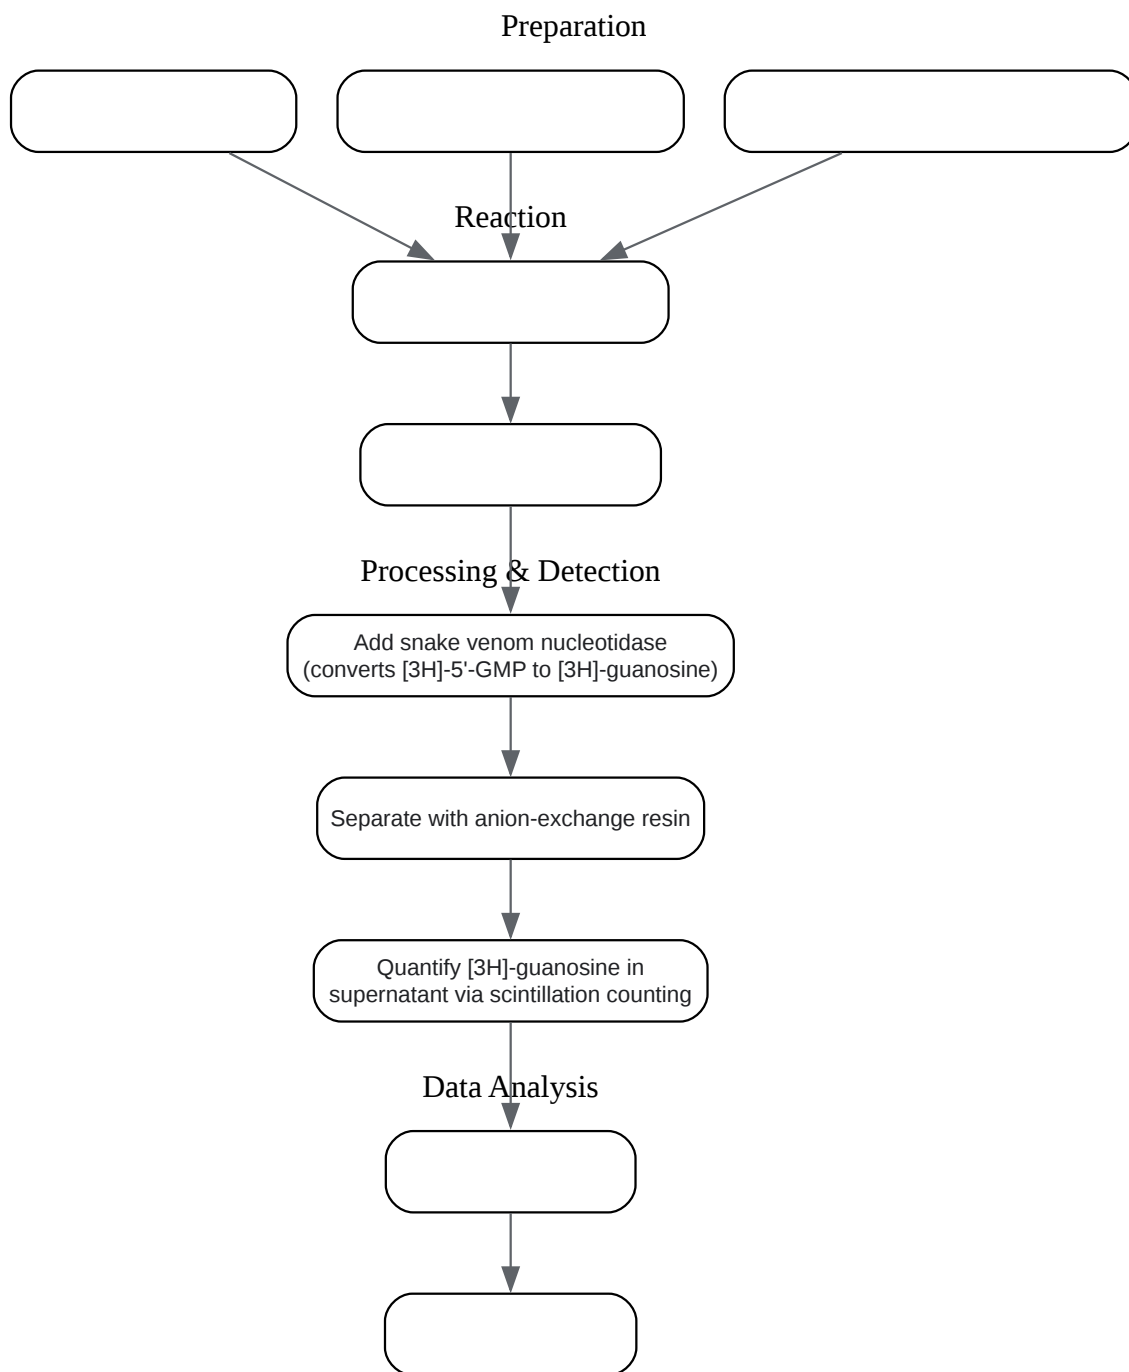 Preparation
Reaction
Processing & Detection
Add snake venom nucleotidase
(converts [3H]-5'-GMP to [3H]-guanosine)
Separate with anion-exchange resin
Quantify [3H]-guanosine in
supernatant via scintillation counting
Data Analysis